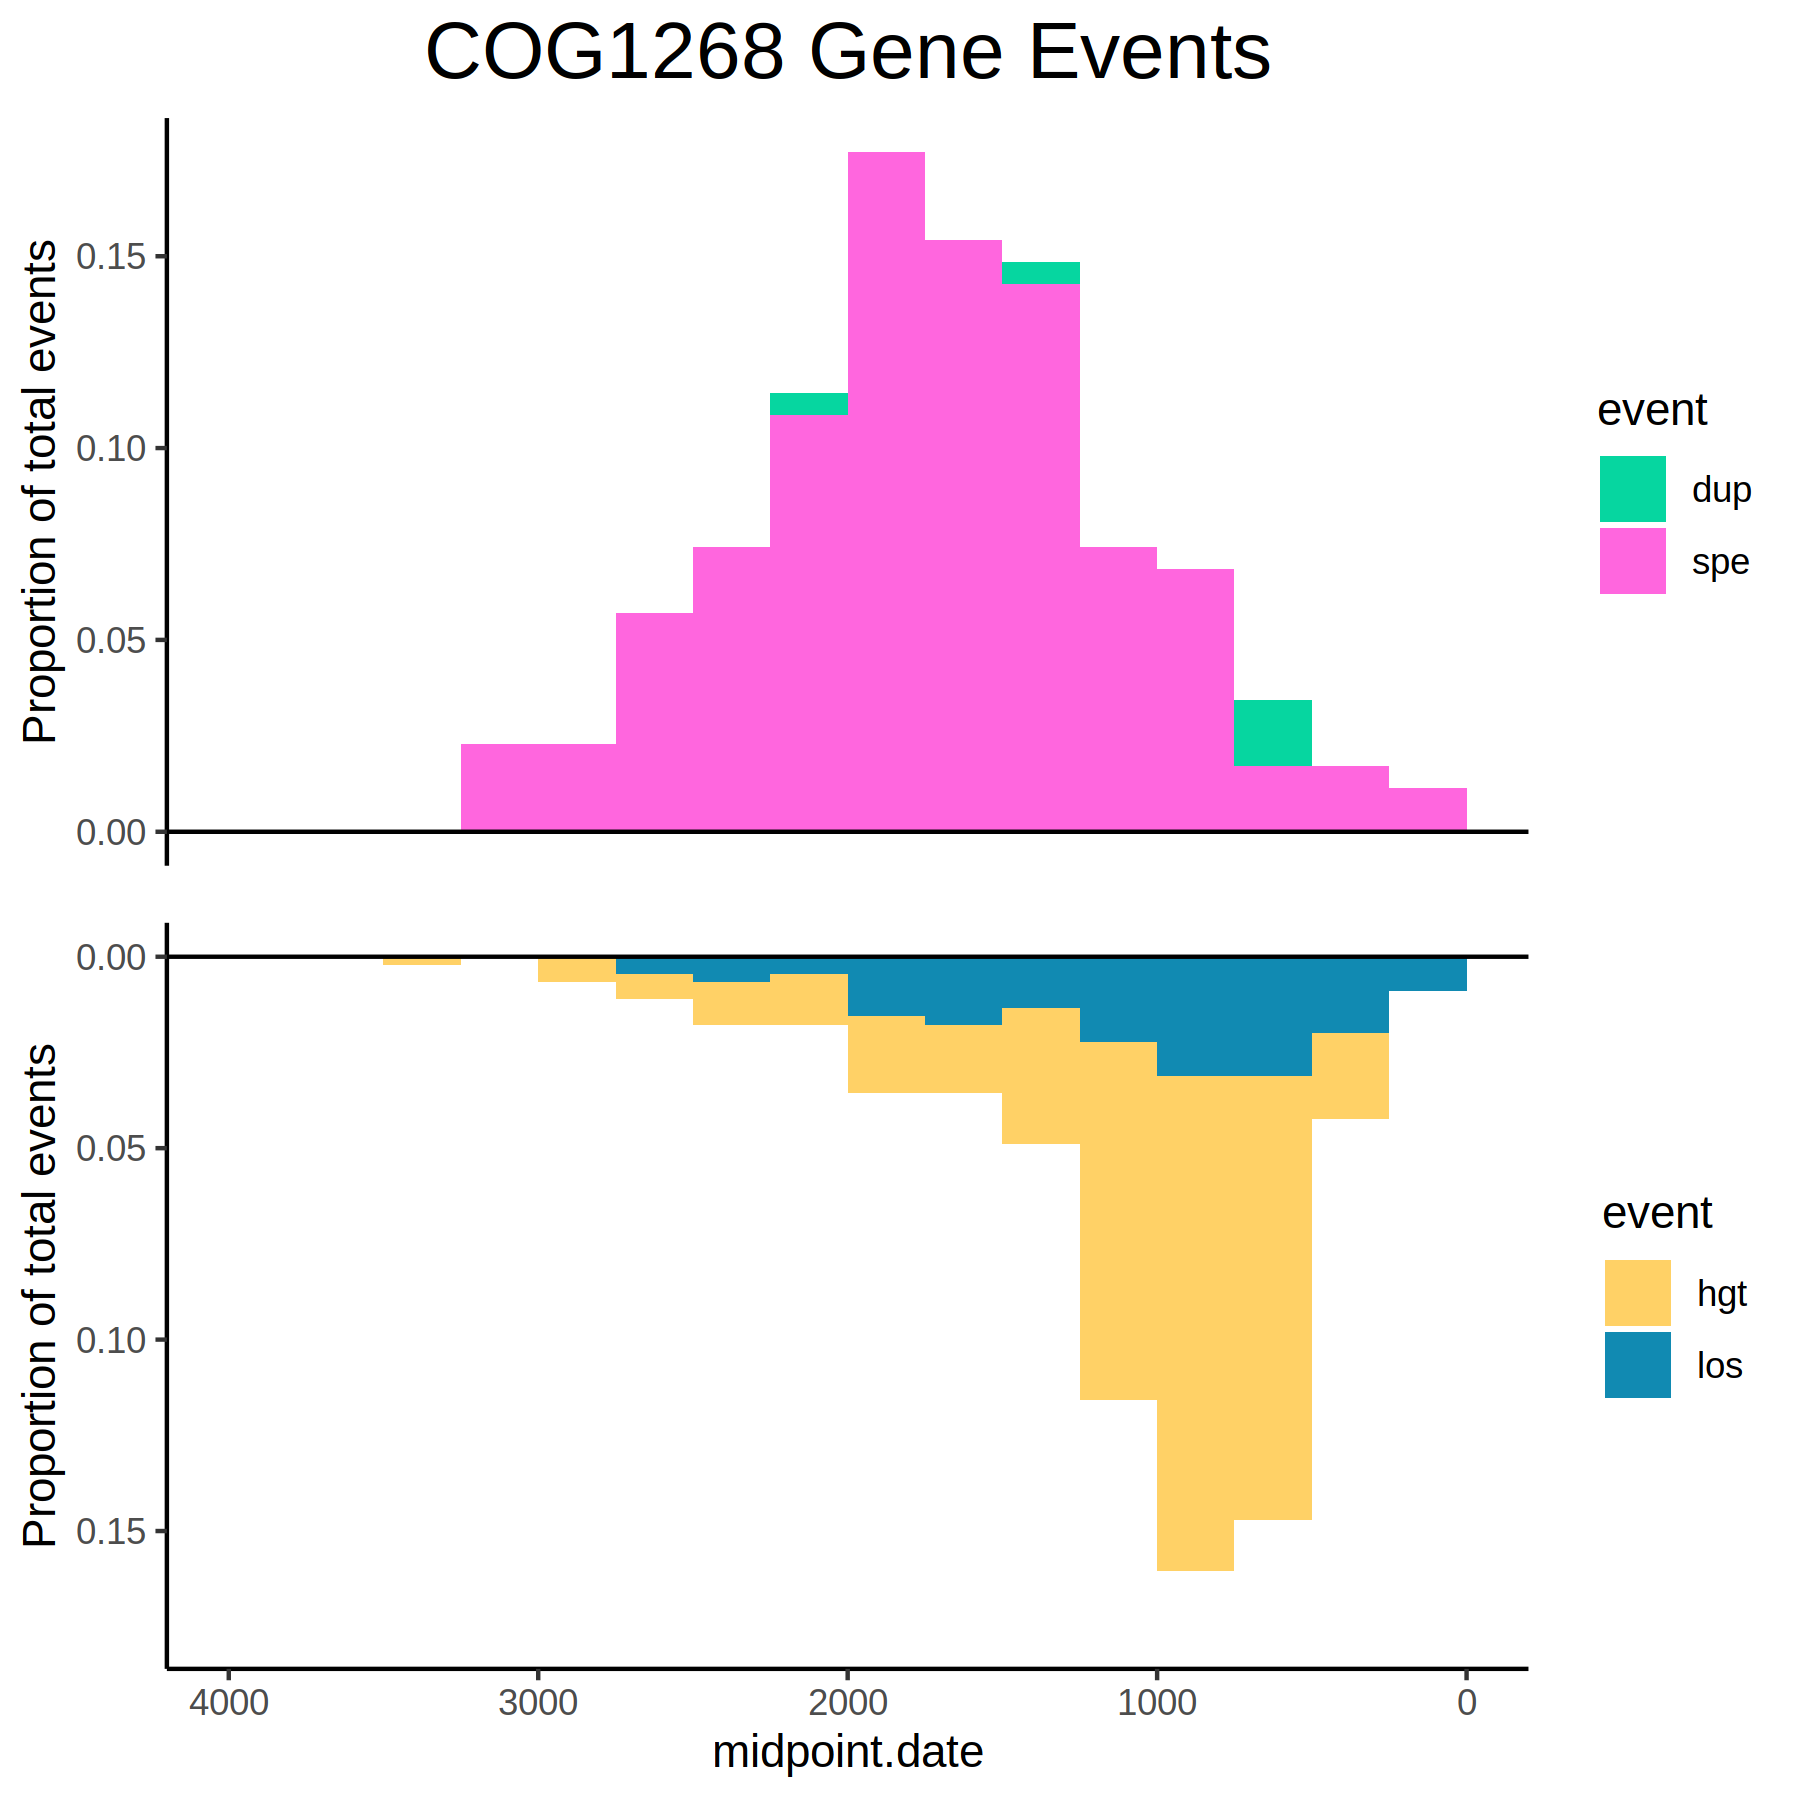 COG1268 Gene Events
Proportion of total events
0.15
0.10
0.05
0.00
event
dup
spe
Proportion of total events
0.00
0.05
0.10
0.15
event
hgt
los
4000 3000 2000 1000 0
midpoint.date